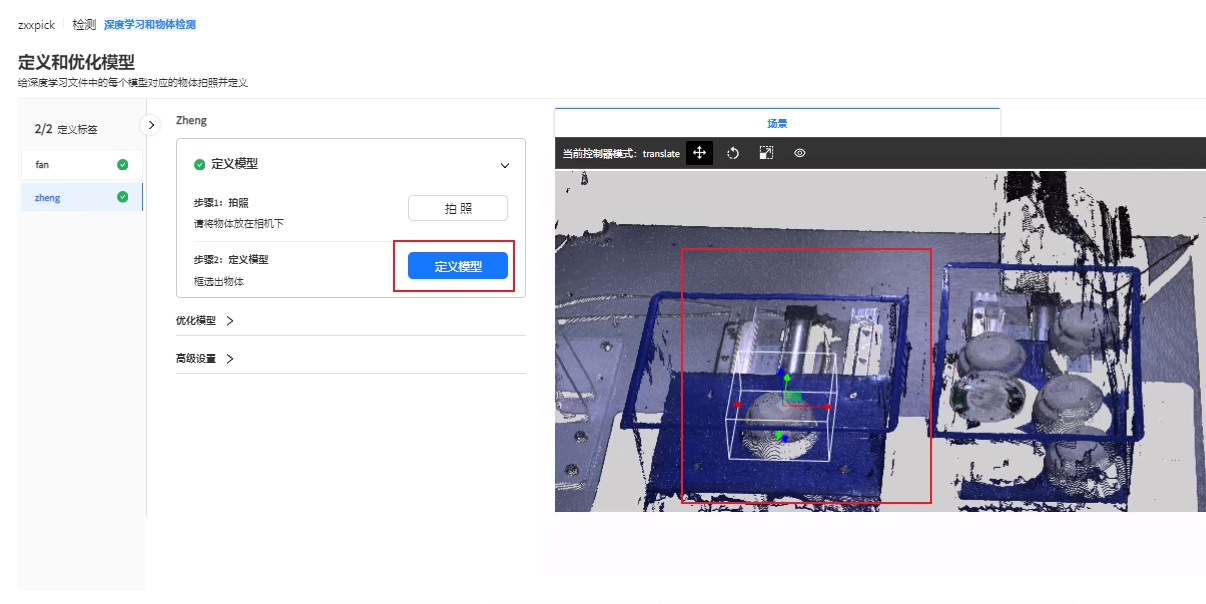 zxxpick 检测 深度学习和物体检测
定义和优化模型
给深度学习文件中的每个模型对应的物体拍照并定义
2/2 定义标签
fan
zheng
Zheng
定义模型
步骤1: 拍照
请将物体放在相机下
拍 照
步骤2: 定义模型
框选出物体
定义模型
优化模型
高级设置
场景
当前控制器模式: translate